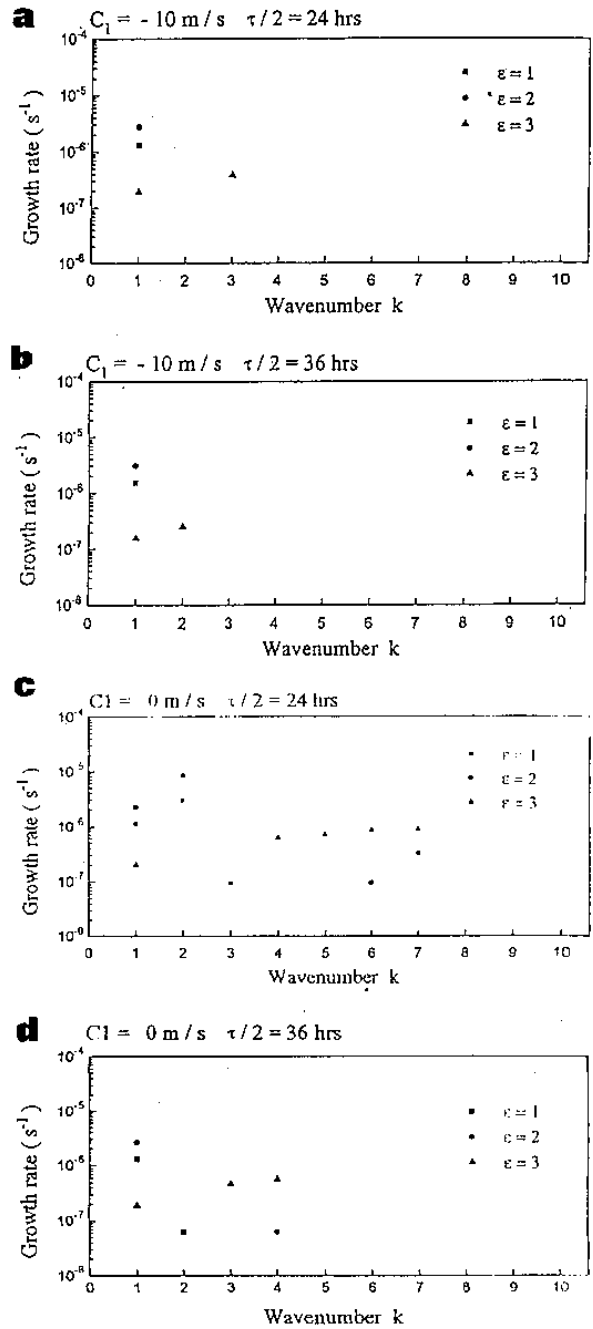 a
C₁ = - 10 m / s τ / 2 = 24 hrs
10⁻⁴
10⁻⁵
10⁻⁶
10⁻⁷
10⁻⁸
Growth rate ( s⁻¹ )
ε = 1
ε = 2
ε = 3
0 1 2 3 4 5 6 7 8 9 10
Wavenumber k
b
C₁ = - 10 m / s τ / 2 = 36 hrs
10⁻⁴
10⁻⁵
10⁻⁶
10⁻⁷
10⁻⁸
Growth rate ( s⁻¹ )
ε = 1
ε = 2
ε = 3
0 1 2 3 4 5 6 7 8 9 10
Wavenumber k
c
C1 = 0 m / s τ / 2 = 24 hrs
10⁻⁴
10⁻⁵
10⁻⁶
10⁻⁷
10⁻⁸
Growth rate ( s⁻¹ )
ε = 1
ε = 2
ε = 3
0 1 2 3 4 5 6 7 8 9 10
Wavenumber k
d
C1 = 0 m / s τ / 2 = 36 hrs
10⁻⁴
10⁻⁵
10⁻⁶
10⁻⁷
10⁻⁸
Growth rate ( s⁻¹ )
ε = 1
ε = 2
ε = 3
0 1 2 3 4 5 6 7 8 9 10
Wavenumber k